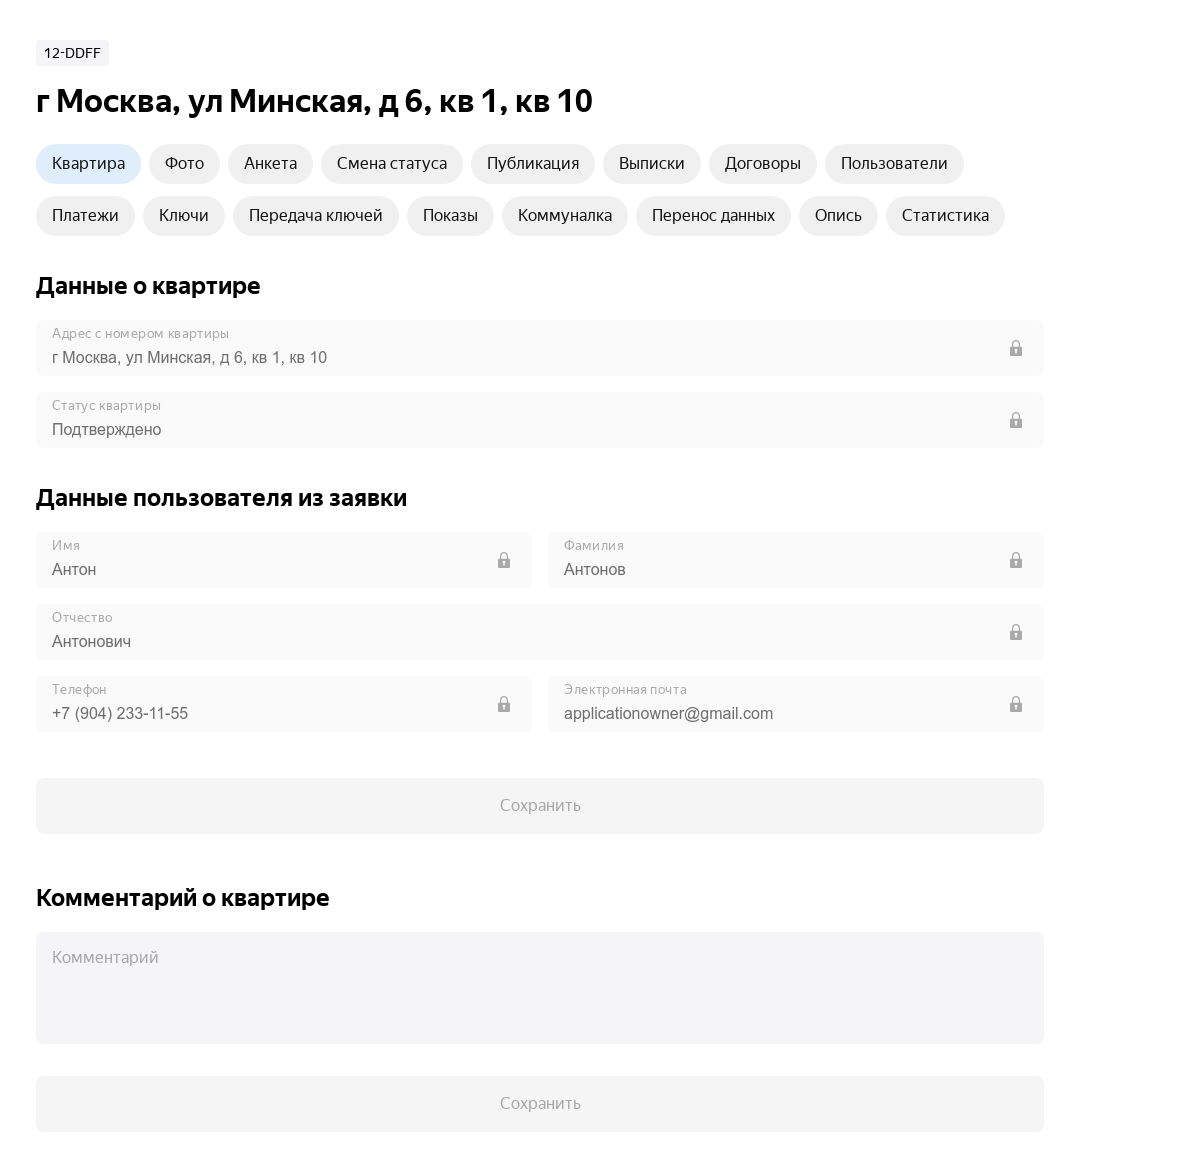 12-DDFF
г Москва, ул Минская, д 6, кв 1, кв 10
Квартира Фото Анкета Смена статуса Публикация Выписки Договоры Пользователи
Платежи Ключи Передача ключей Показы Коммуналка Перенос данных Опись Статистика
Данные о квартире
Адрес с номером квартиры
г Москва, ул Минская, д 6, кв 1, кв 10
Статус квартиры
Подтверждено
Данные пользователя из заявки
Имя
Антон
Фамилия
Антонов
Отчество
Антонович
Телефон
+7 (904) 233-11-55
Электронная почта
applicationowner@gmail.com
Сохранить
Комментарий о квартире
Комментарий
Сохранить